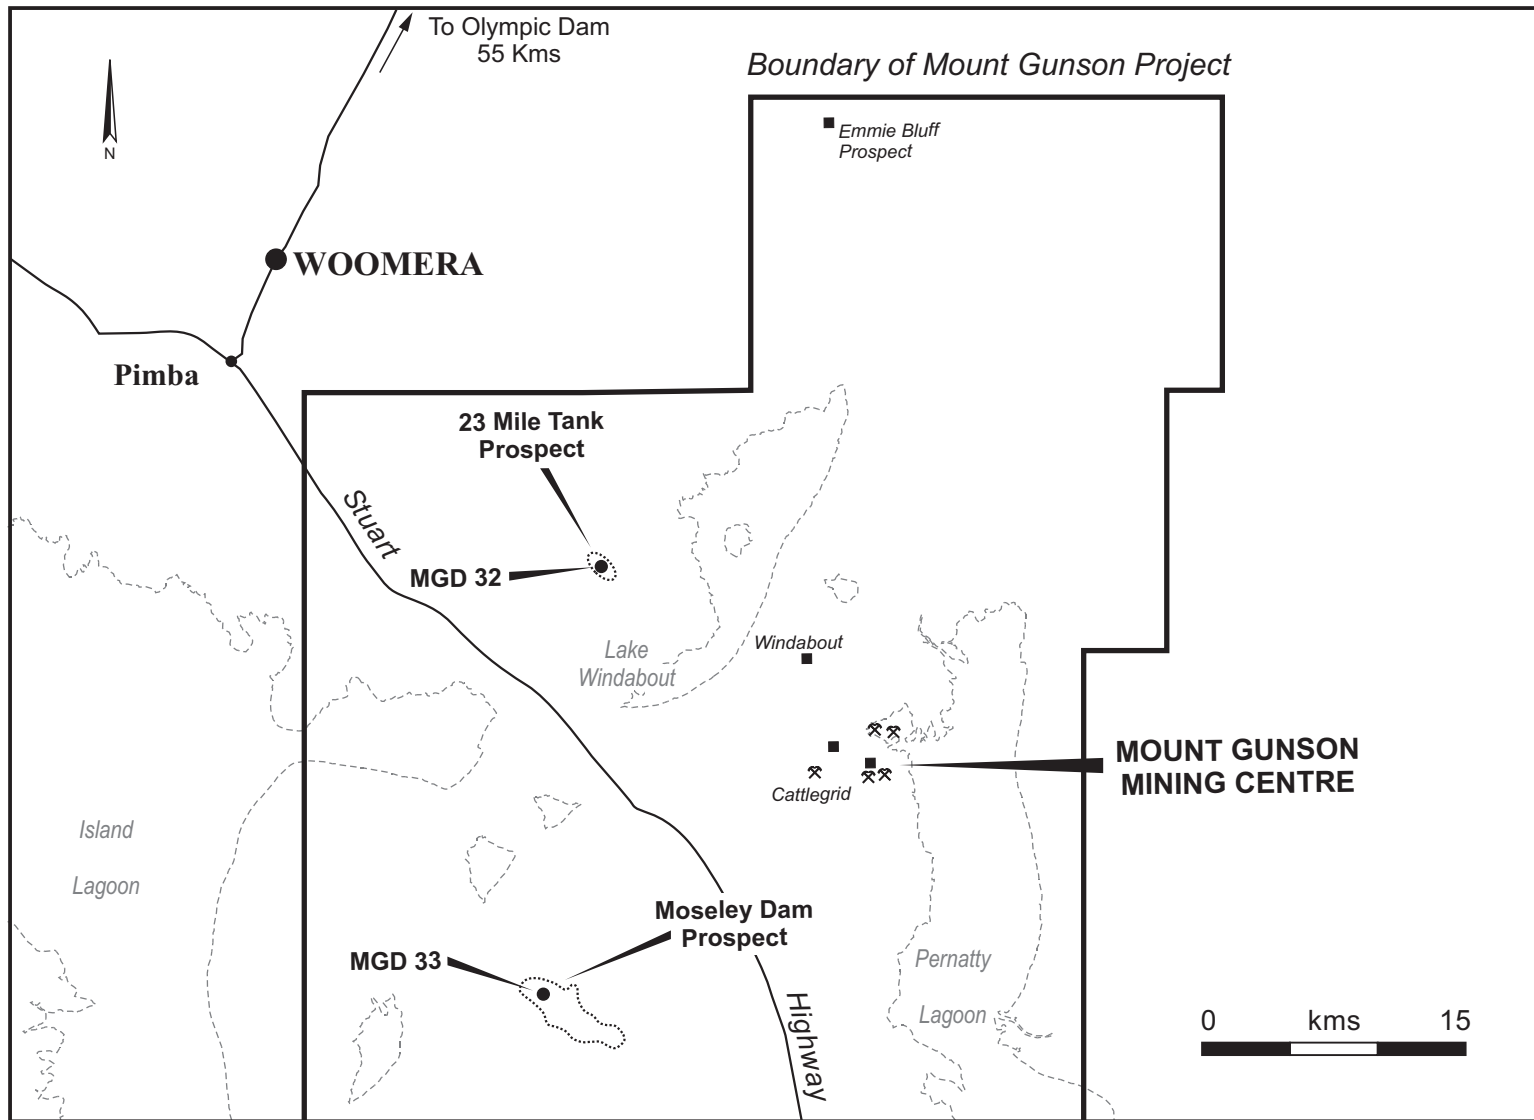 To Olympic Dam
55 Kms
Boundary of Mount Gunson Project
Emmie Bluff
Prospect
N
WOOMERA
Pimba
23 Mile Tank
Prospect
Stuart
MGD 32
Lake
Windabout
Windabout
MOUNT GUNSON
MINING CENTRE
Cattlegrid
Island
Lagoon
Moseley Dam
Prospect
MGD 33
Pernatty
Lagoon
Highway
0 kms 15